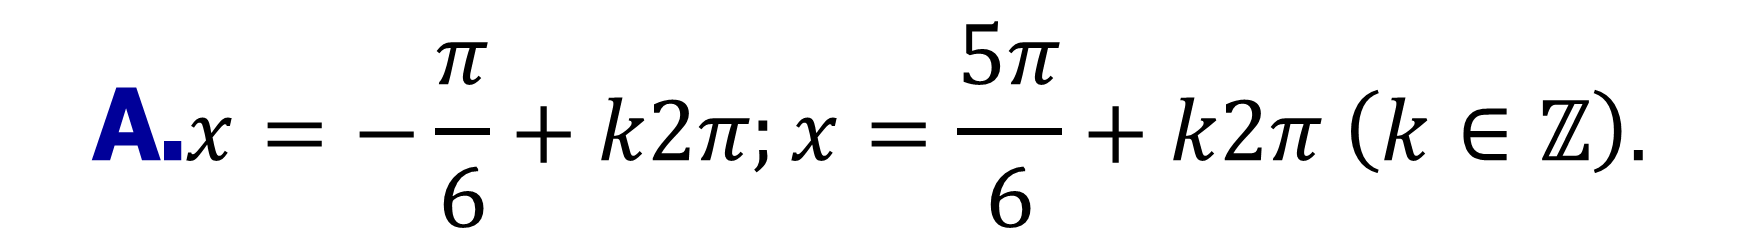 A. x = −π/6 + k2π; x = 5π/6 + k2π (k ∈ ℤ).